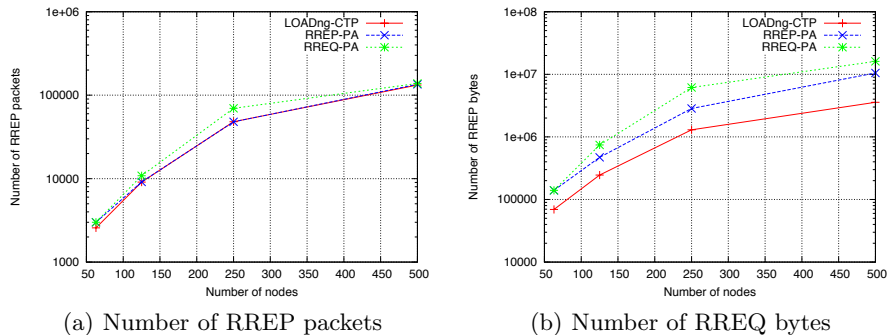 1e+06
100000
10000
1000
50 100 150 200 250 300 350 400 450 500
Number of RREP packets
Number of nodes
LOADng-CTP
RREP-PA
RREQ-PA
(a) Number of RREP packets
1e+08
1e+07
1e+06
100000
10000
50 100 150 200 250 300 350 400 450 500
Number of RREP bytes
Number of nodes
LOADng-CTP
RREP-PA
RREQ-PA
(b) Number of RREQ bytes